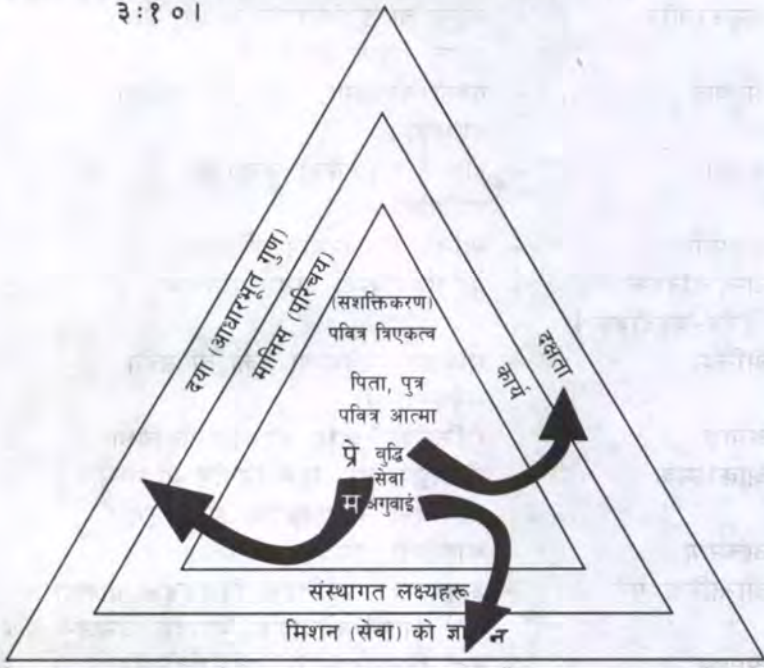 ३:१०।
दया (आधारभूत गुण)
मानिस (परिचय)
(सशक्तिकरण)
पवित्र त्रिएकत्व
पिता, पुत्र
पवित्र आत्मा
प्रे बुद्धि
सेवा
म अगुवाई
कार्य
दक्षता
संस्थागत लक्ष्यहरू
मिशन (सेवा) को